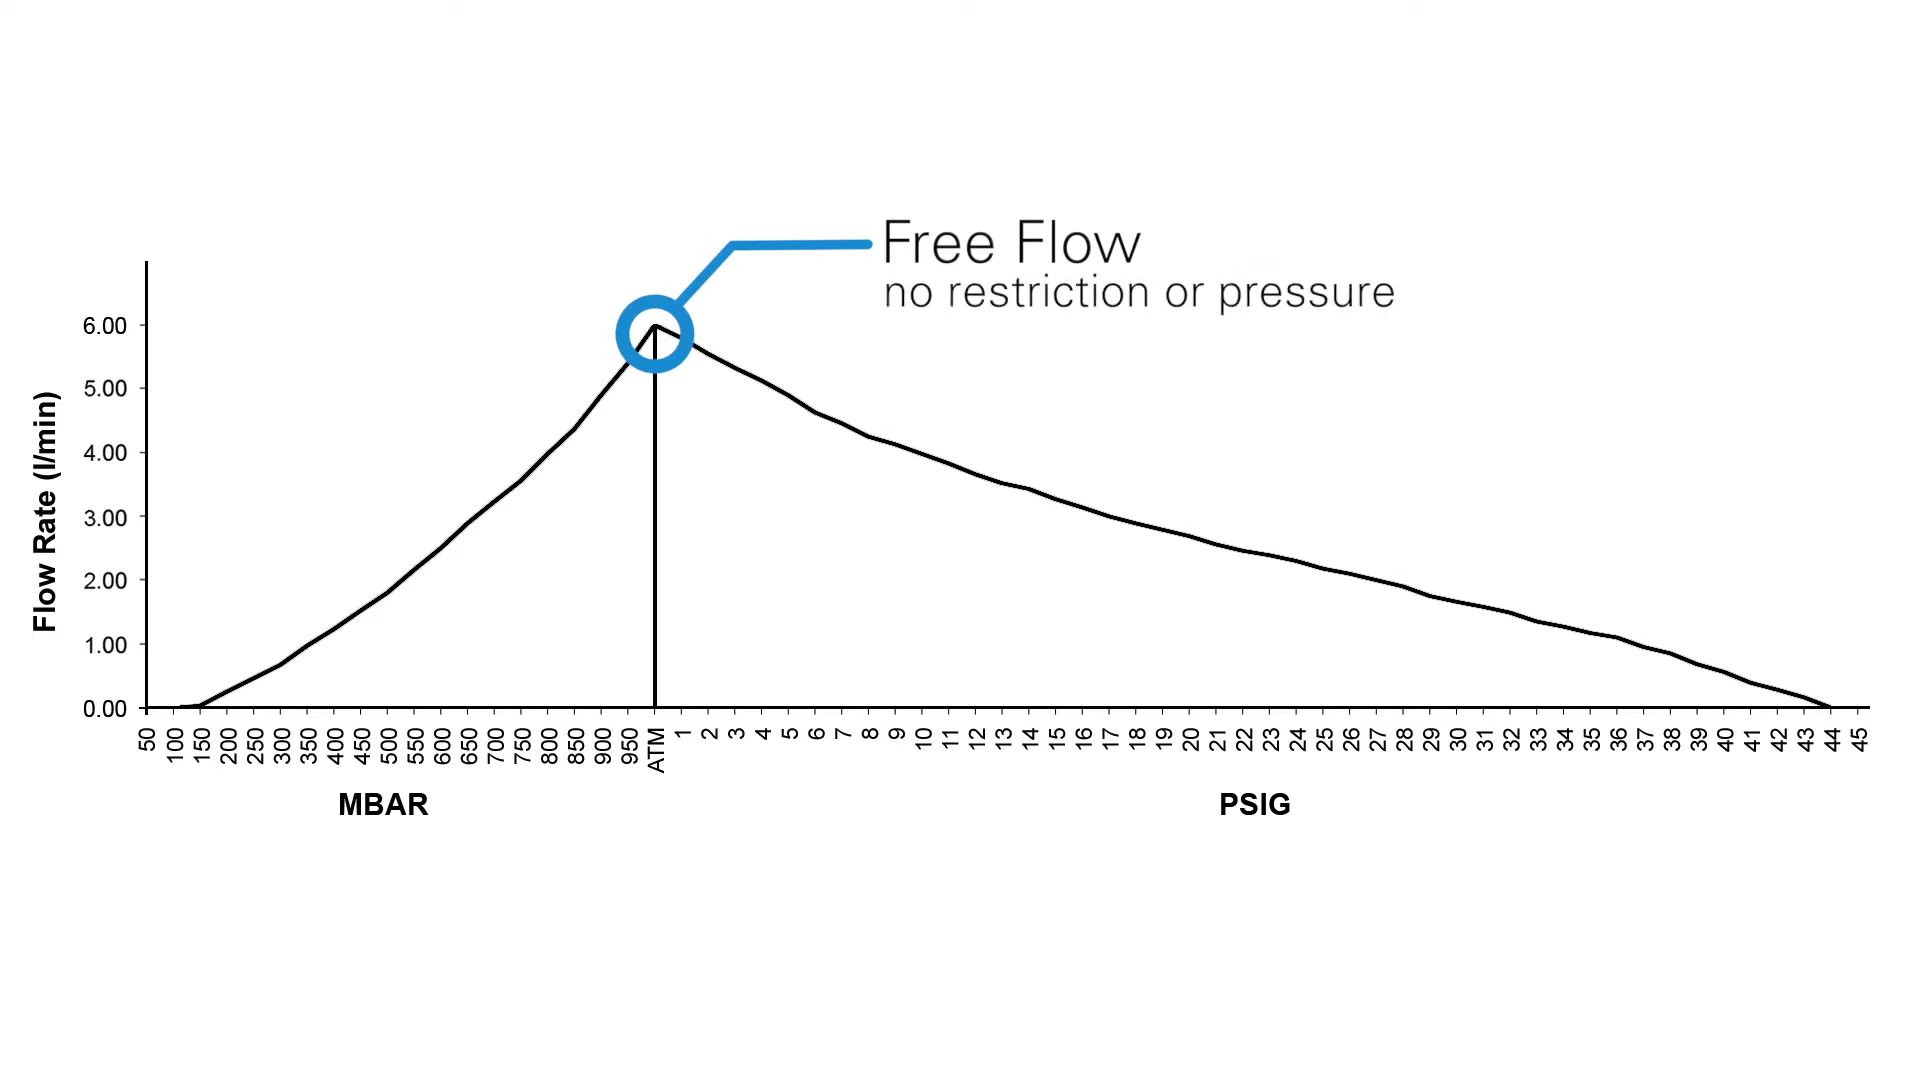 Free Flow
no restriction or pressure
Flow Rate (l/min)
6.00
5.00
4.00
3.00
2.00
1.00
0.00
50 100 150 200 250 300 350 400 450 500 550 600 650 700 750 800 850 900 950 ATM 1 2 3 4 5 6 7 8 9 10 11 12 13 14 15 16 17 18 19 20 21 22 23 24 25 26 27 28 29 30 31 32 33 34 35 36 37 38 39 40 41 42 43 44 45
MBAR PSIG